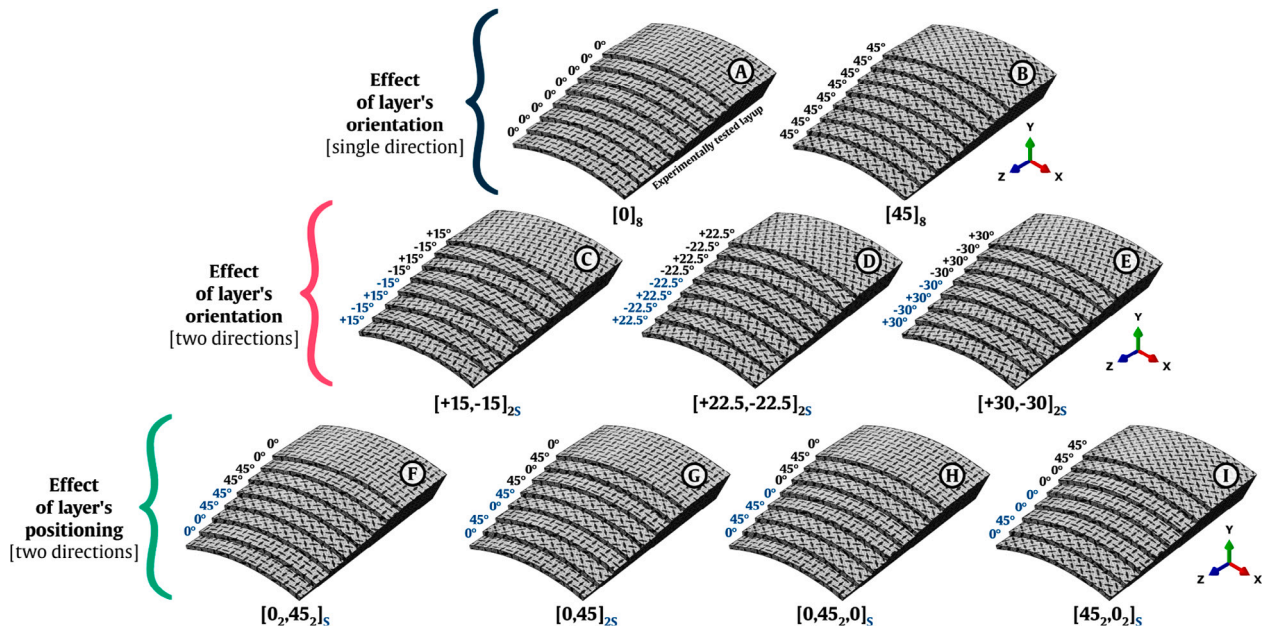 Effect
of layer's
orientation
[single direction]
0°
0°
0°
0°
0°
0°
0°
0°
A
Experimentally tested layup
[0]8
45°
45°
45°
45°
45°
45°
45°
45°
B
[45]8
Y
Z
X
Effect
of layer's
orientation
[two directions]
+15°
-15°
+15°
-15°
-15°
+15°
-15°
+15°
C
[+15,-15]2S
+22.5°
-22.5°
+22.5°
-22.5°
-22.5°
+22.5°
-22.5°
+22.5°
D
[+22.5,-22.5]2S
+30°
-30°
+30°
-30°
-30°
+30°
-30°
+30°
E
[+30,-30]2S
Y
Z
X
Effect
of layer's
positioning
[two directions]
0°
0°
45°
45°
45°
45°
0°
0°
F
[02,452]S
0°
45°
0°
45°
45°
0°
45°
0°
G
[0,45]2S
0°
45°
45°
0°
0°
45°
45°
0°
H
[0,452,0]S
45°
45°
0°
0°
0°
0°
45°
45°
I
[452,02]S
Y
Z
X